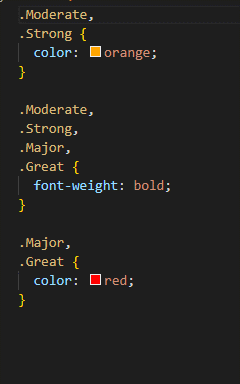 .Moderate,
.Strong {
color: orange;
}
.Moderate,
.Strong,
.Major,
.Great {
font-weight: bold;
}
.Major,
.Great {
color: red;
}